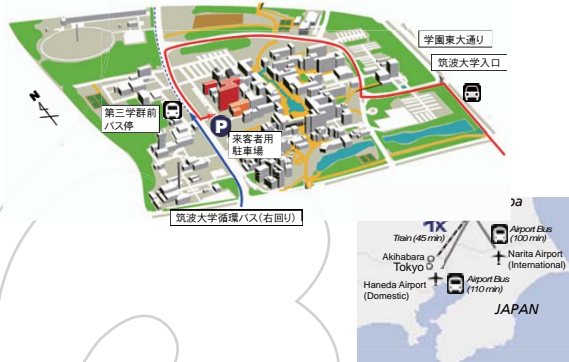 学園東大通り
筑波大学入口
N
第三学群前
バス停
P
来客者用
駐車場
筑波大学循環バス(右回り)
TX
Train (45 min)
Airport Bus
(100 min)
Akihabara
Tokyo
Narita Airport
(International)
Haneda Airport
(Domestic)
Airport Bus
(110 min)
JAPAN